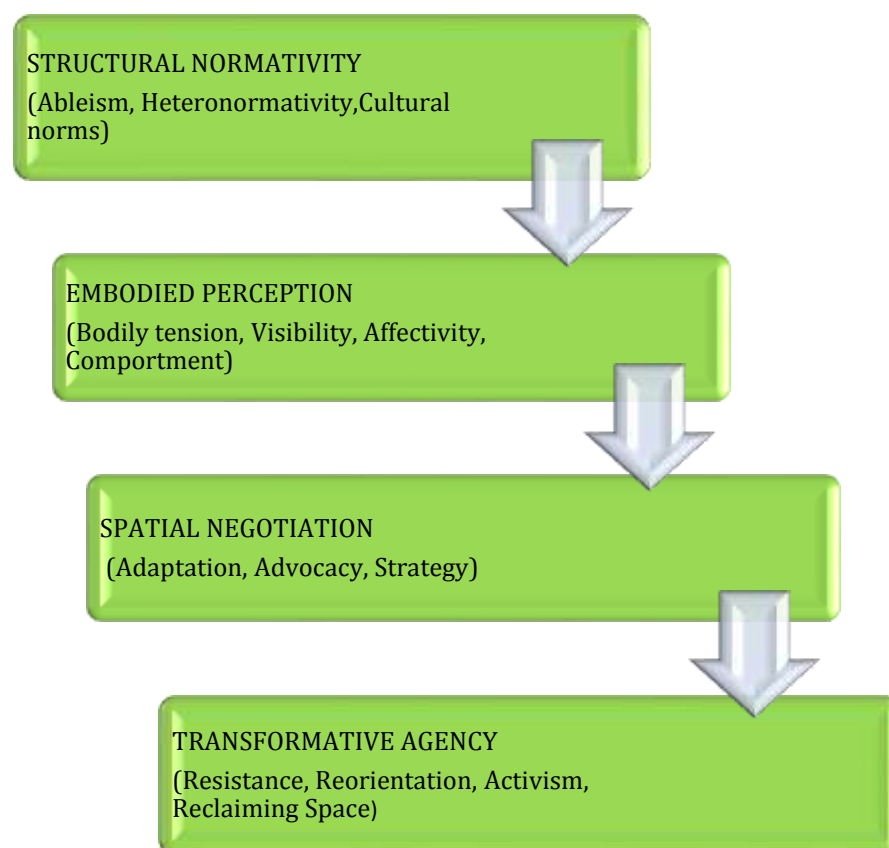 STRUCTURAL NORMATIVITY
(Ableism, Heteronormativity,Cultural
norms)
EMBODIED PERCEPTION
(Bodily tension, Visibility, Affectivity,
Comportment)
SPATIAL NEGOTIATION
(Adaptation, Advocacy, Strategy)
TRANSFORMATIVE AGENCY
(Resistance, Reorientation, Activism,
Reclaiming Space)